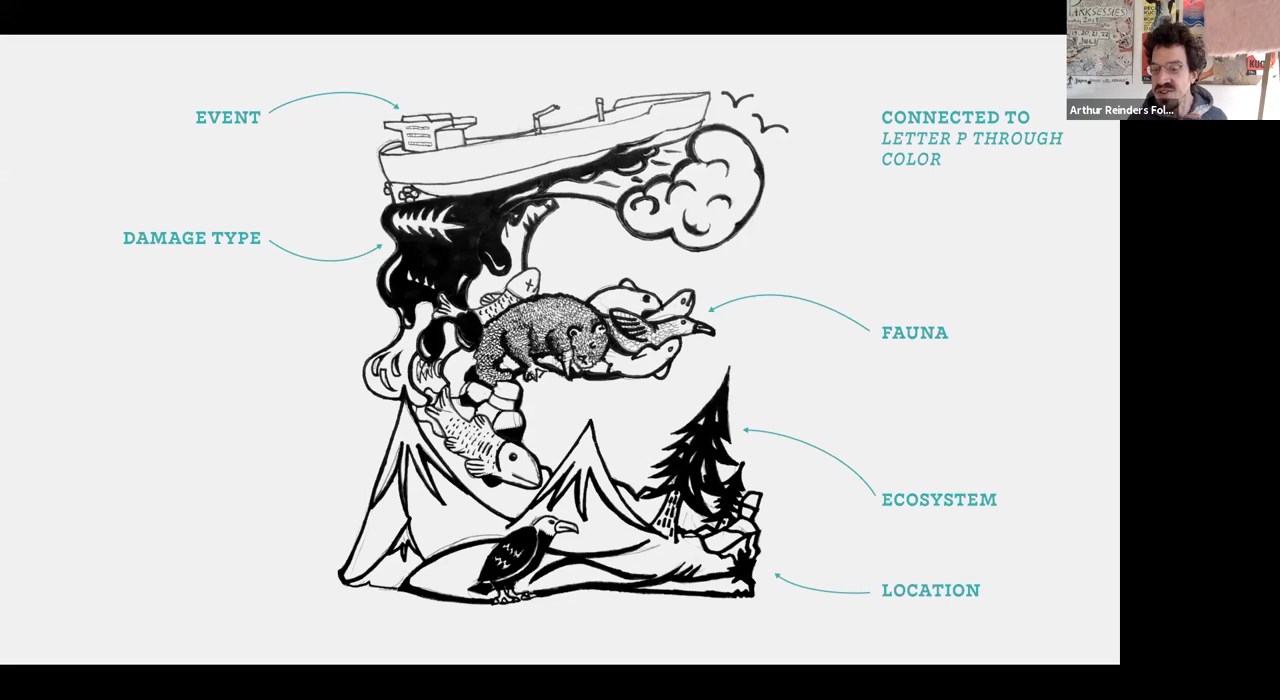 EVENT
DAMAGE TYPE
CONNECTED TO
LETTER P THROUGH
COLOR
FAUNA
ECOSYSTEM
LOCATION
Arthur Reinders Fol...